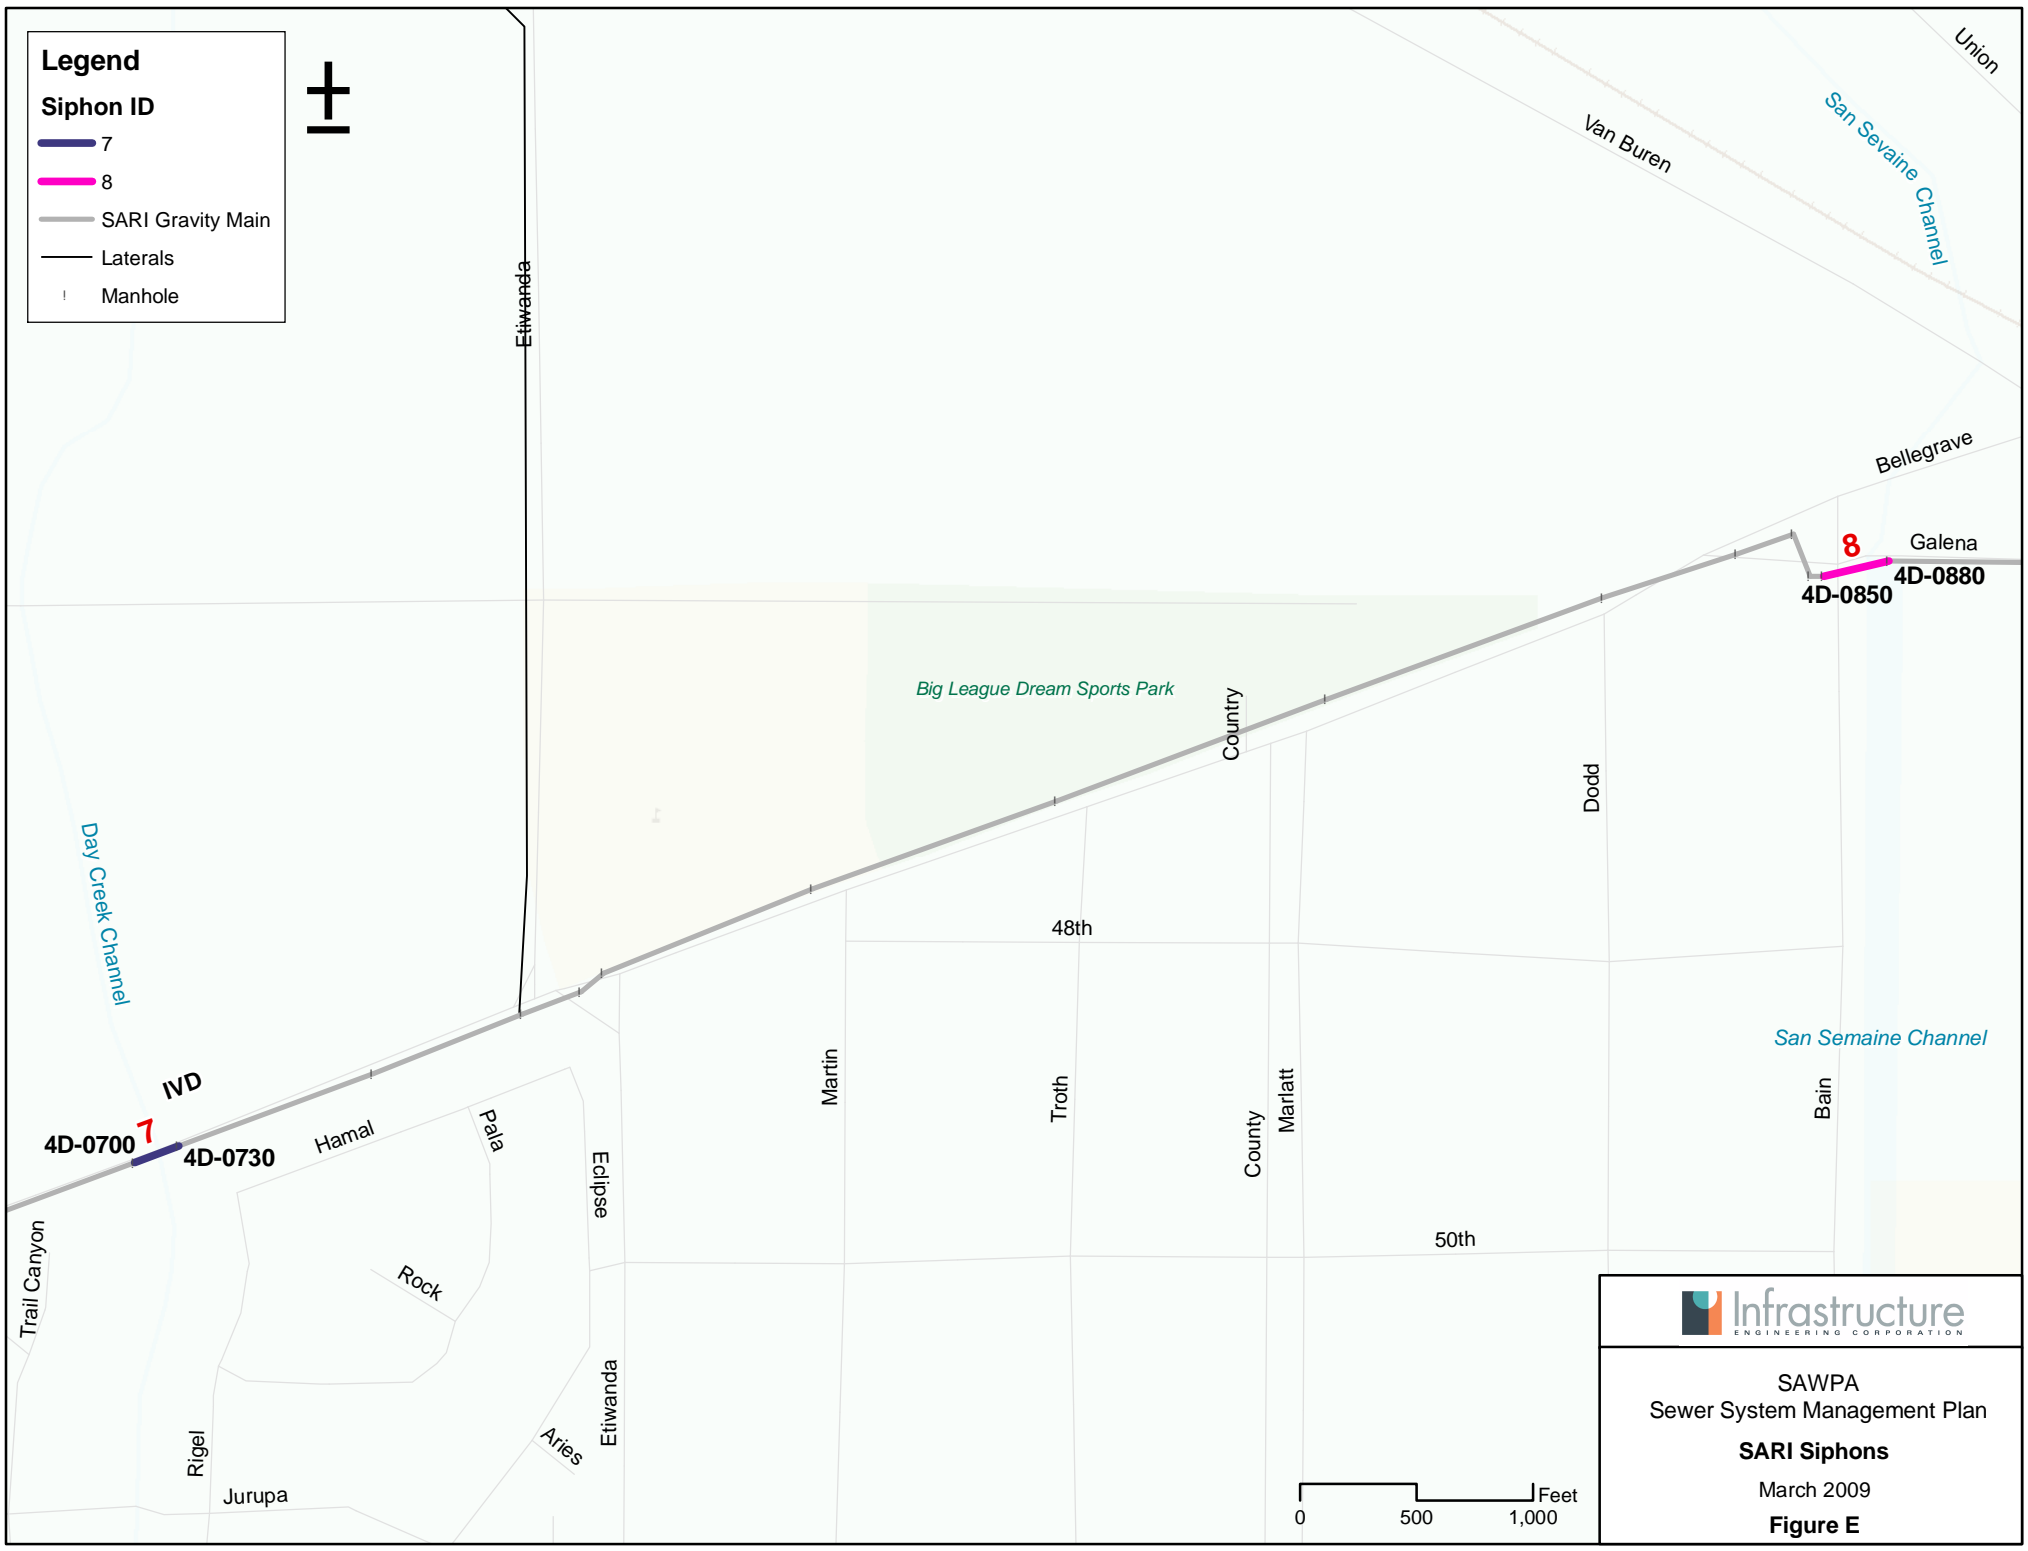 Legend
Siphon ID
7
8
SARI Gravity Main
Laterals
! Manhole
±
Union
San Sevaine Channel
Van Buren
Etiwanda
Bellegrave
8
Galena
4D-0880
4D-0850
Big League Dream Sports Park
Country
Dodd
Day Creek Channel
48th
San Semaine Channel
IVD
7
4D-0700
4D-0730
Hamal
Pala
Eclipse
Martin
Troth
County
Marlatt
Bain
Trail Canyon
Rock
50th
Rigel
Aries
Etiwanda
Jurupa
Feet
0 500 1,000
Infrastructure
ENGINEERING CORPORATION
SAWPA
Sewer System Management Plan
SARI Siphons
March 2009
Figure E